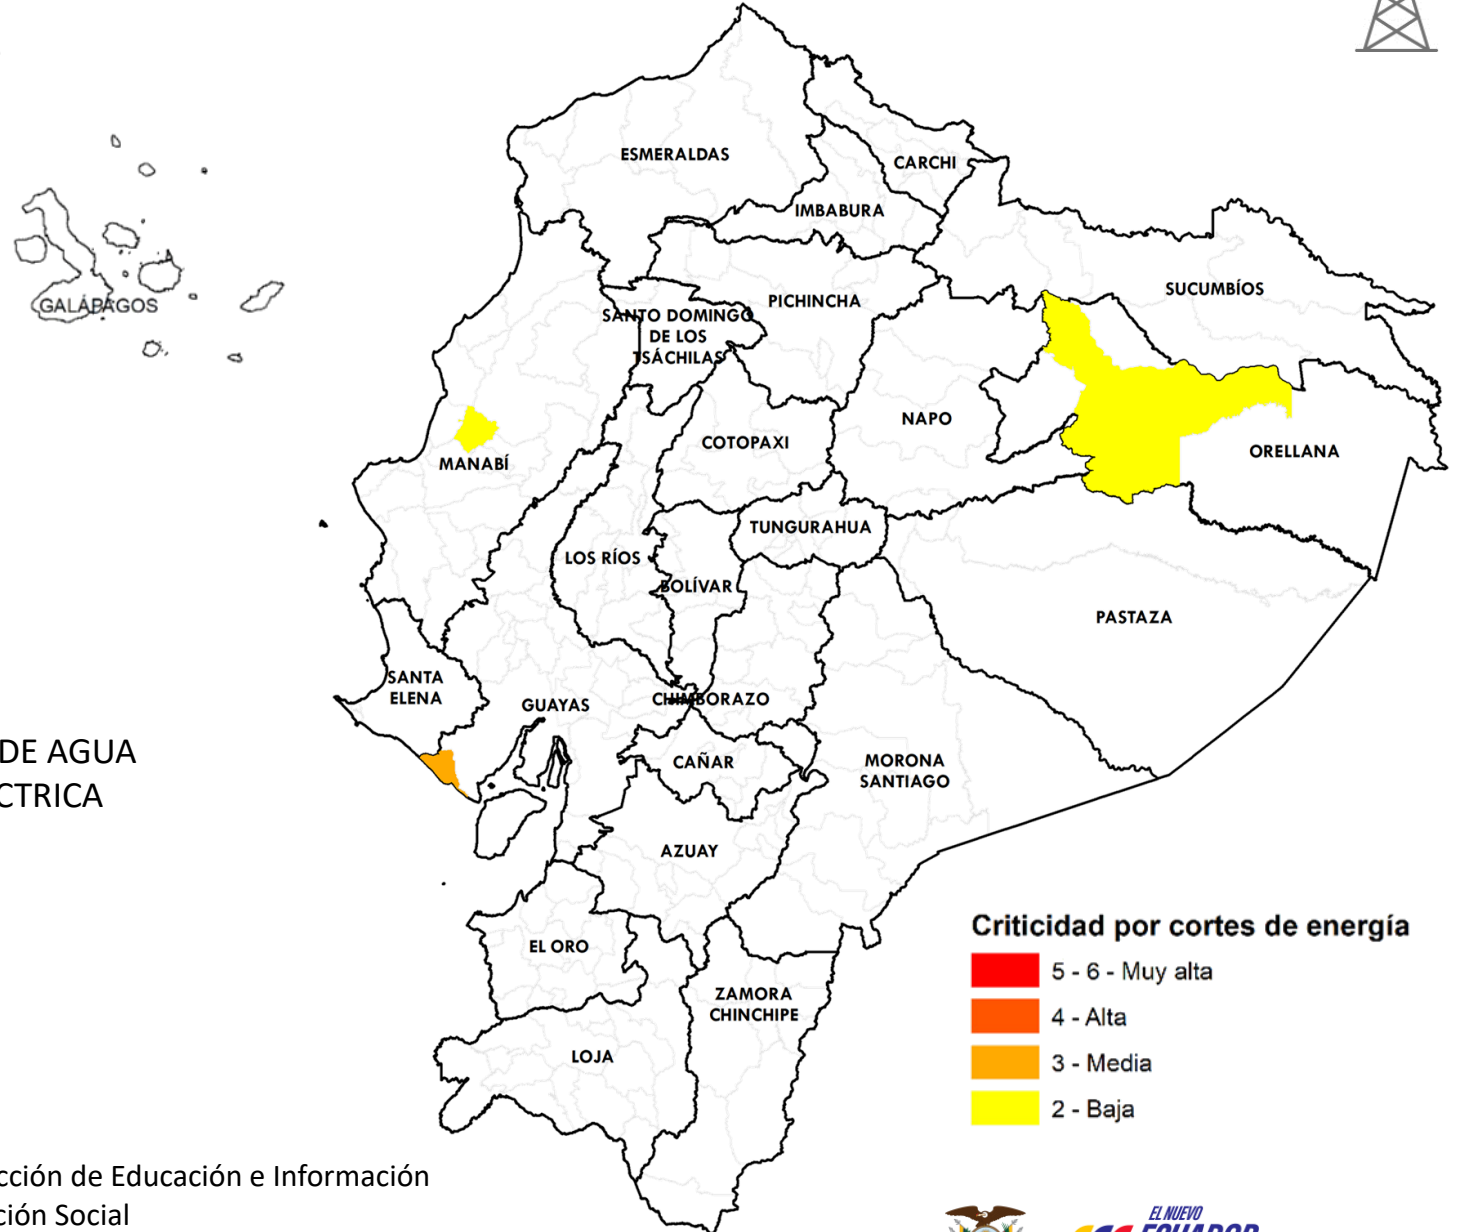 ESMERALDAS
CARCHI
IMBABURA
SUCUMBÍOS
PICHINCHA
GALÁPAGOS
SANTO DOMINGO
DE LOS
TSÁCHILAS
NAPO
COTOPAXI
ORELLANA
MANABÍ
TUNGURAHUA
LOS RÍOS
BOLÍVAR
PASTAZA
SANTA
ELENA
GUAYAS
CHIMBORAZO
DE AGUA
CTRICA
CAÑAR
MORONA
SANTIAGO
AZUAY
EL ORO
ZAMORA
CHINCHIPE
LOJA
Criticidad por cortes de energía
5 - 6 - Muy alta
4 - Alta
3 - Media
2 - Baja
cción de Educación e Información
ción Social
EL NUEVO
ECUADOR